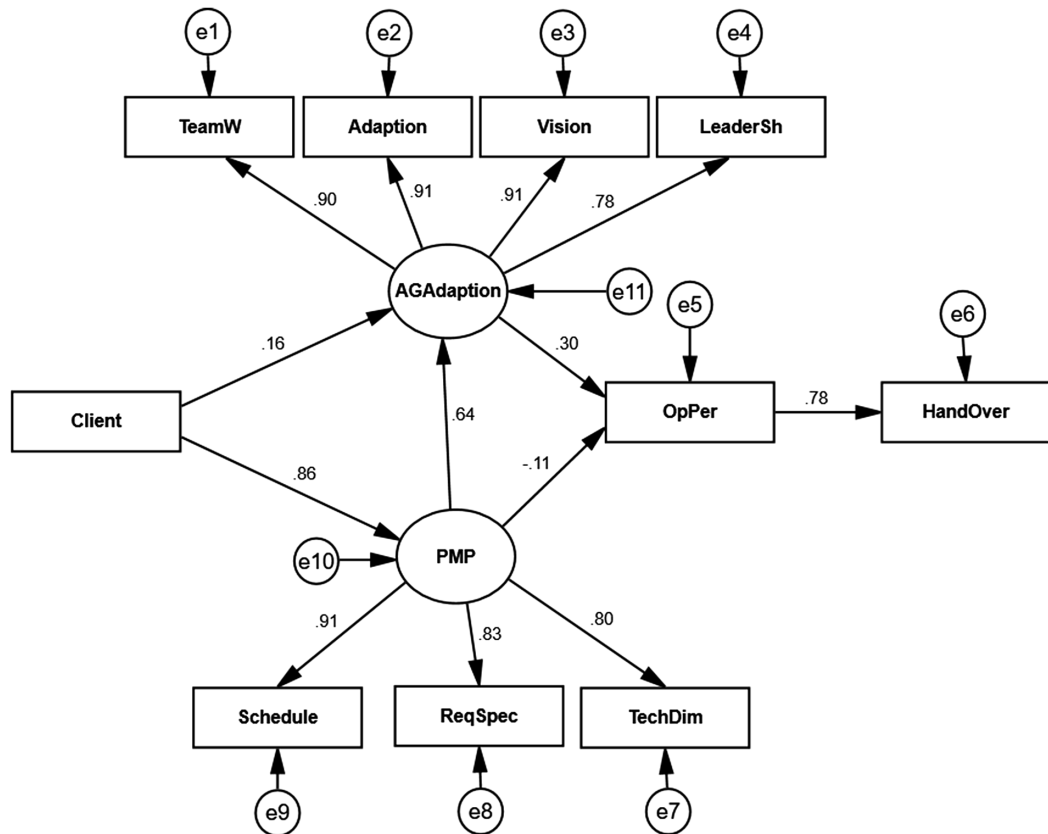 e1
e2
e3
e4
TeamW
Adaption
Vision
LeaderSh
.90
.91
.91
.78
AGAdaption
e11
e5
e6
.16
.30
Client
OpPer
.78
HandOver
.64
.86
-.11
e10
PMP
.91
.83
.80
Schedule
ReqSpec
TechDim
e9
e8
e7